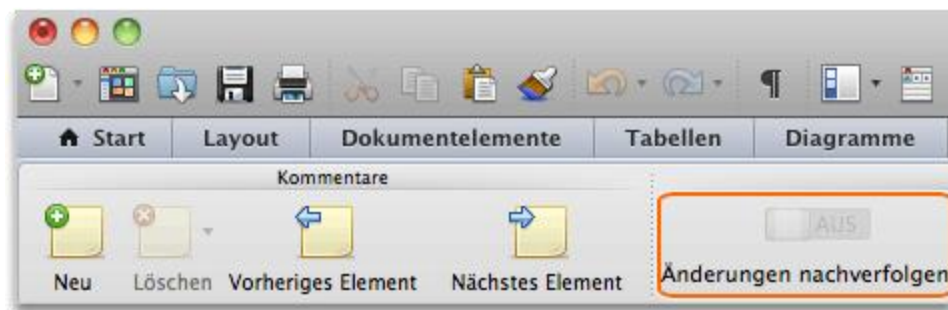 Start Layout Dokumentelemente Tabellen Diagramme
Kommentare
AUS
Neu Löschen Vorheriges Element Nächstes Element Änderungen nachverfolgen